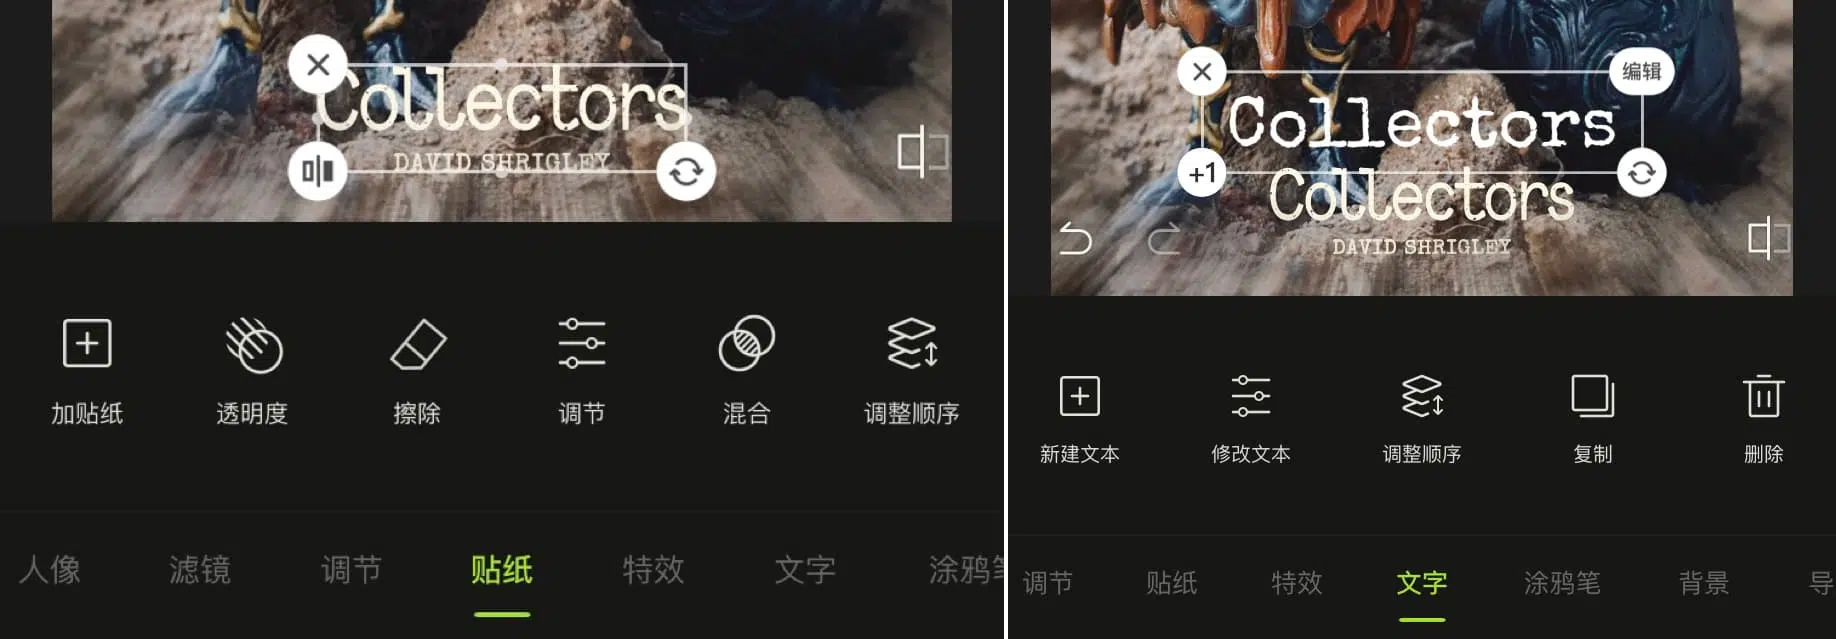 Collectors
DAVID SHRIGLEY
加贴纸
透明度
擦除
调节
混合
调整顺序
人像
滤镜
调节
贴纸
特效
文字
涂鸦笔
编辑
Collectors
+1
Collectors
DAVID SHRIGLEY
新建文本
修改文本
调整顺序
复制
删除
调节
贴纸
特效
文字
涂鸦笔
背景
导